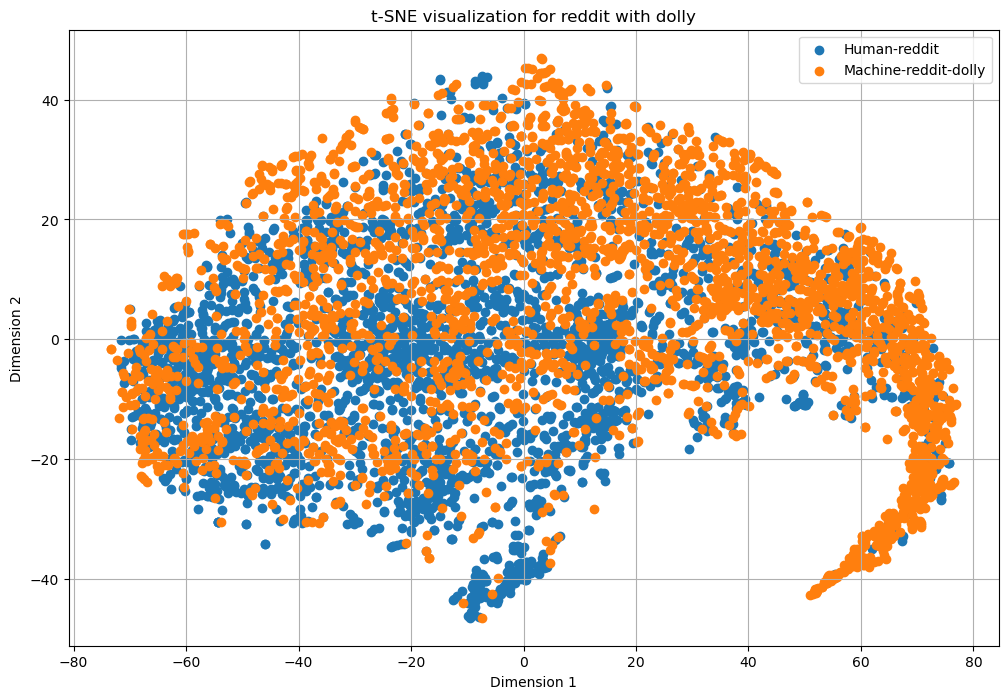 t-SNE visualization for reddit with dolly
Human-reddit
Machine-reddit-dolly
40
20
0
−20
−40
Dimension 2
−80
−60
−40
−20
0
20
40
60
80
Dimension 1